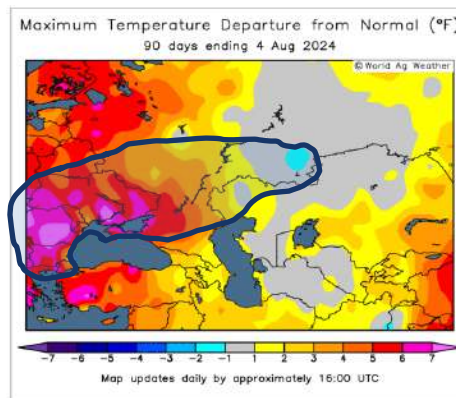 Maximum Temperature Departure from Normal (°F)
90 days ending 4 Aug 2024
© World Ag Weather
-7 -6 -5 -4 -3 -2 -1 1 2 3 4 5 6 7
Map updates daily by approximately 16:00 UTC